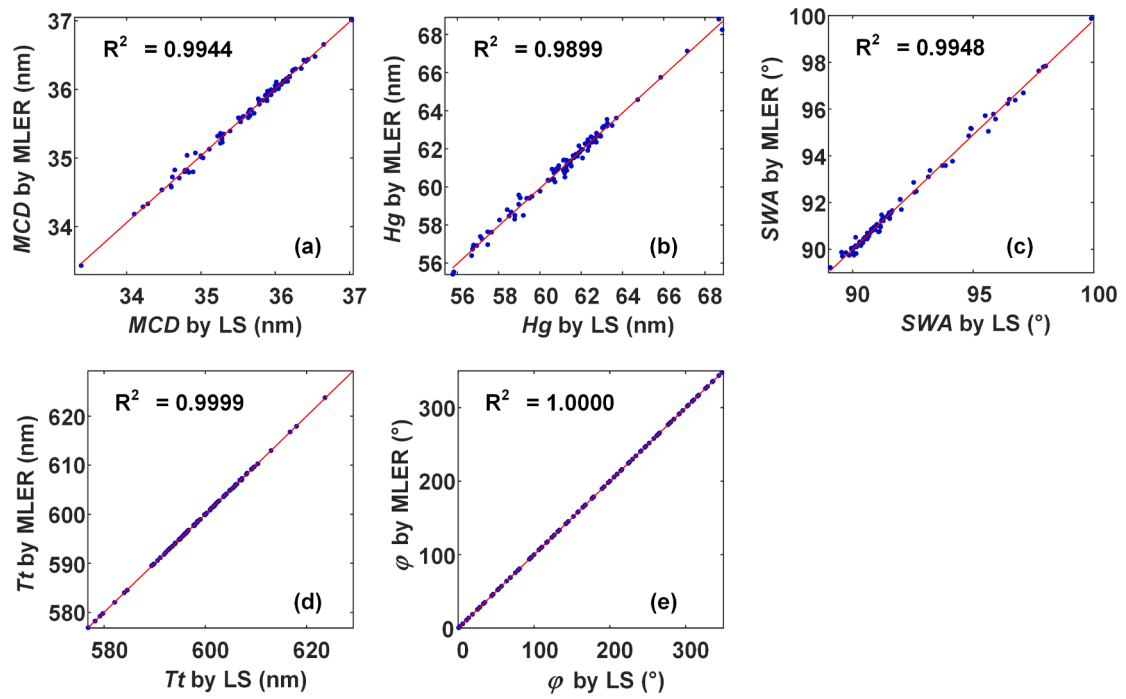 37
36
35
34
MCD by MLER (nm)
R² = 0.9944
(a)
34 35 36 37
MCD by LS (nm)
68
66
64
62
60
58
56
Hg by MLER (nm)
R² = 0.9899
(b)
56 58 60 62 64 66 68
Hg by LS (nm)
100
98
96
94
92
90
SWA by MLER (°)
R² = 0.9948
(c)
90 95 100
SWA by LS (°)
620
610
600
590
580
Tt by MLER (nm)
R² = 0.9999
(d)
580 600 620
Tt by LS (nm)
300
200
100
0
φ by MLER (°)
R² = 1.0000
(e)
0 100 200 300
φ by LS (°)